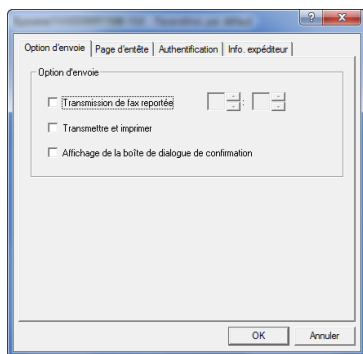 Option d'envoie | Page d'entête | Authentification | Info. expéditeur
Option d'envoie
Transmission de fax reportée :
Transmettre et imprimer
Affichage de la boîte de dialogue de confirmation
OK Annuler